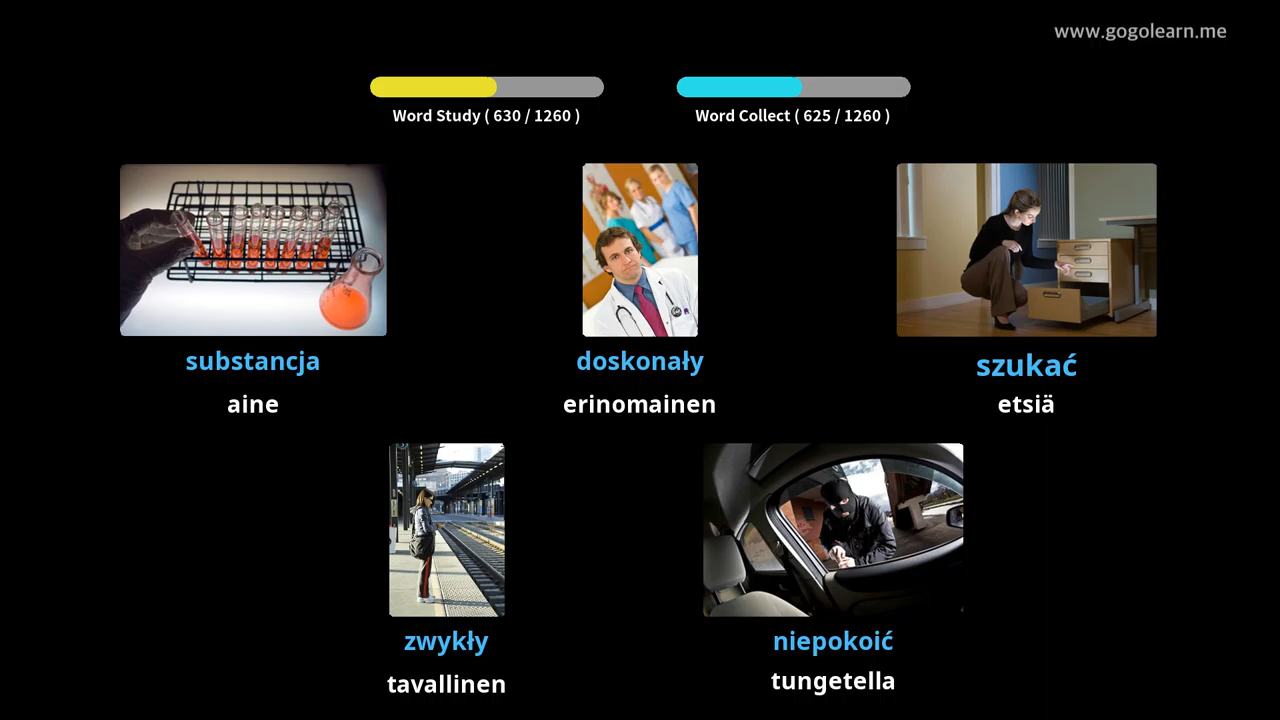 www.gogolearn.me
Word Study ( 630 / 1260 )
Word Collect ( 625 / 1260 )
substancja
aine
doskonały
erinomainen
szukać
etsiä
zwykły
tavallinen
niepokoić
tungetella